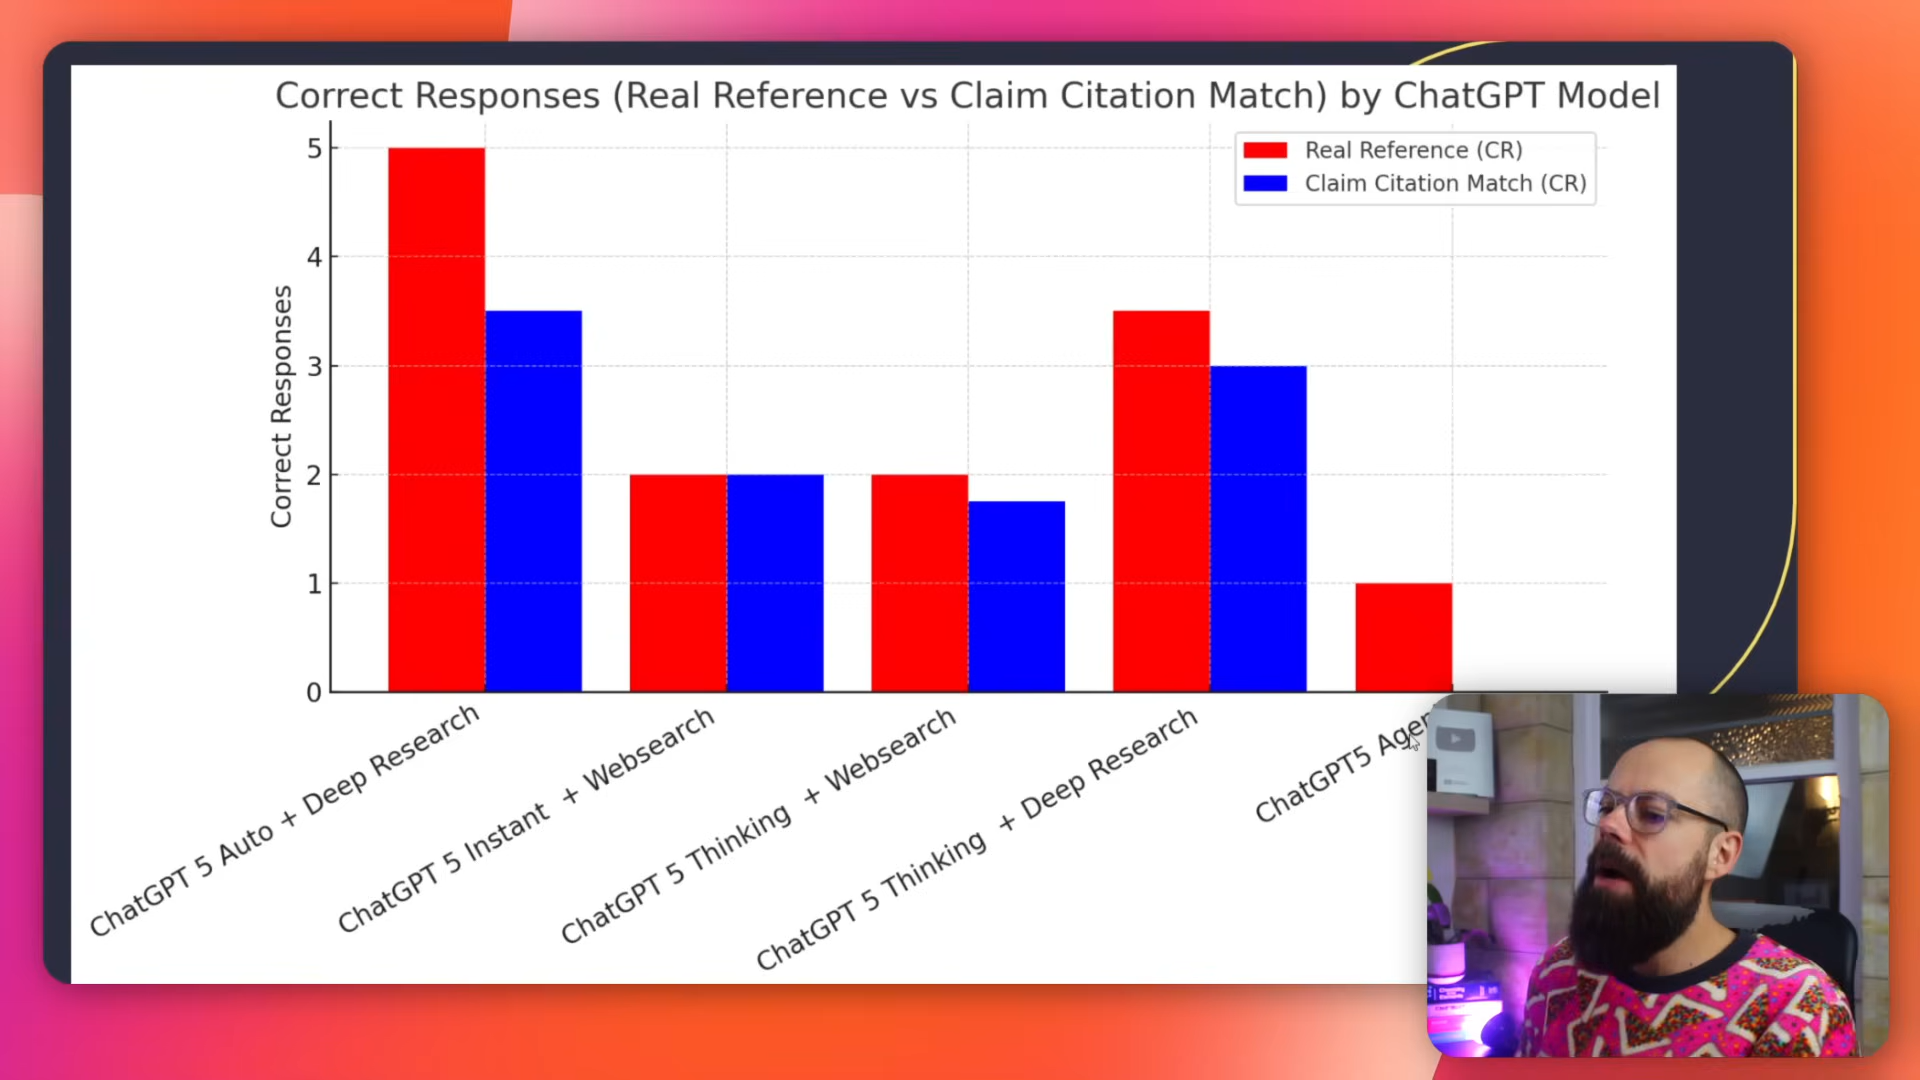 Correct Responses (Real Reference vs Claim Citation Match) by ChatGPT Model
Real Reference (CR)
Claim Citation Match (CR)
Correct Responses
5
4
3
2
1
0
ChatGPT 5 Auto + Deep Research
ChatGPT 5 Instant + Websearch
ChatGPT 5 Thinking + Websearch
ChatGPT 5 Thinking + Deep Research
ChatGPT5